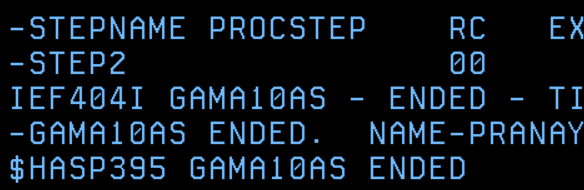 -STEPNAME PROCSTEP    RC    EX
-STEP2                00
IEF404I GAMA10AS - ENDED - TI
-GAMA10AS ENDED.  NAME-PRANAY
$HASP395 GAMA10AS ENDED